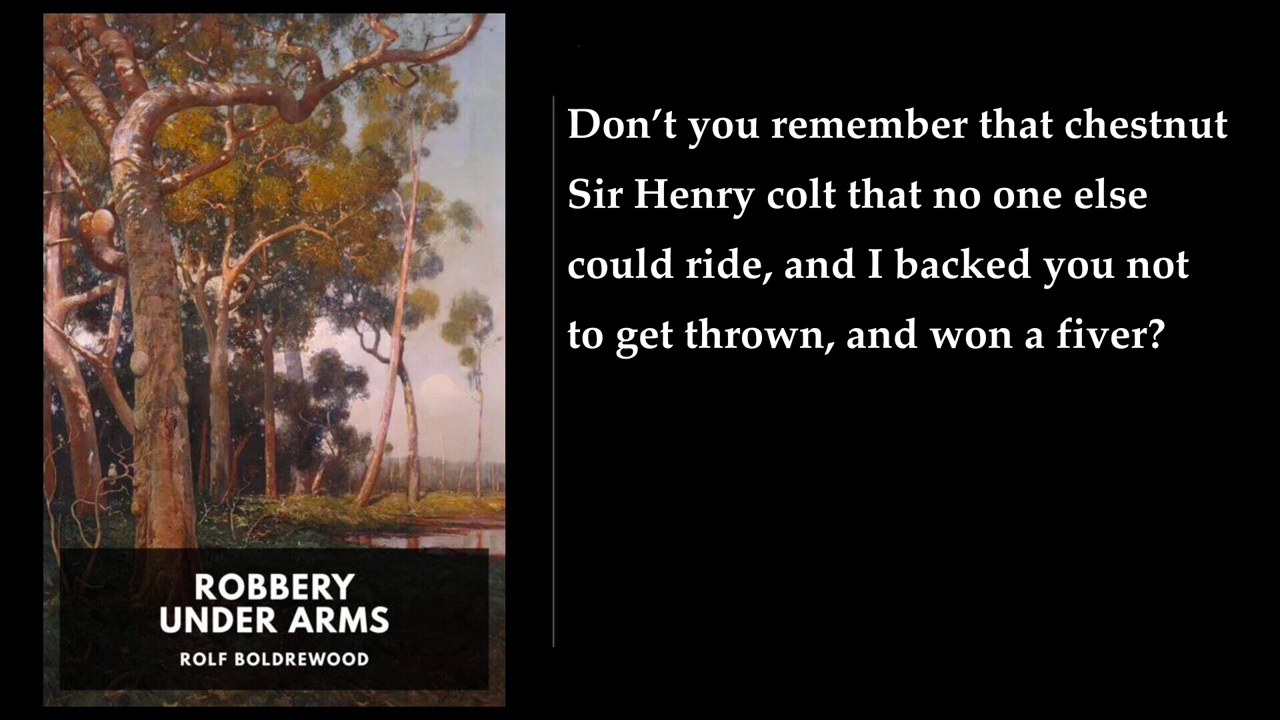 Don’t you remember that chestnut
Sir Henry colt that no one else
could ride, and I backed you not
to get thrown, and won a fiver?
ROBBERY
UNDER ARMS
ROLF BOLDREWOOD